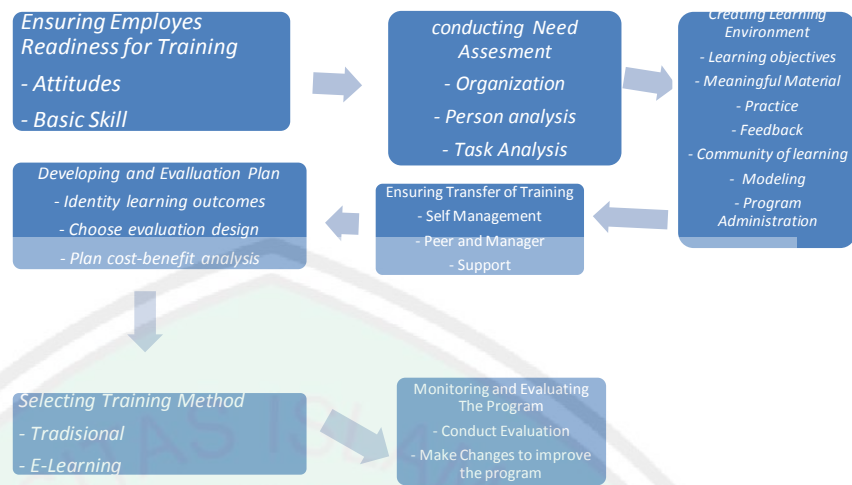 Ensuring Employes
Readiness for Training
- Attitudes
- Basic Skill
conducting Need
Assesment
- Organization
- Person analysis
- Task Analysis
Creating Learning
Environment
- Learning objectives
- Meaningful Material
- Practice
- Feedback
- Community of learning
- Modeling
- Program
Administration
Ensuring Transfer of Training
- Self Management
- Peer and Manager
- Support
Developing and Evalluation Plan
- Identity learning outcomes
- Choose evaluation design
- Plan cost-benefit analysis
Selecting Training Method
- Tradisional
- E-Learning
Monitoring and Evaluating
The Program
- Conduct Evaluation
- Make Changes to improve
the program